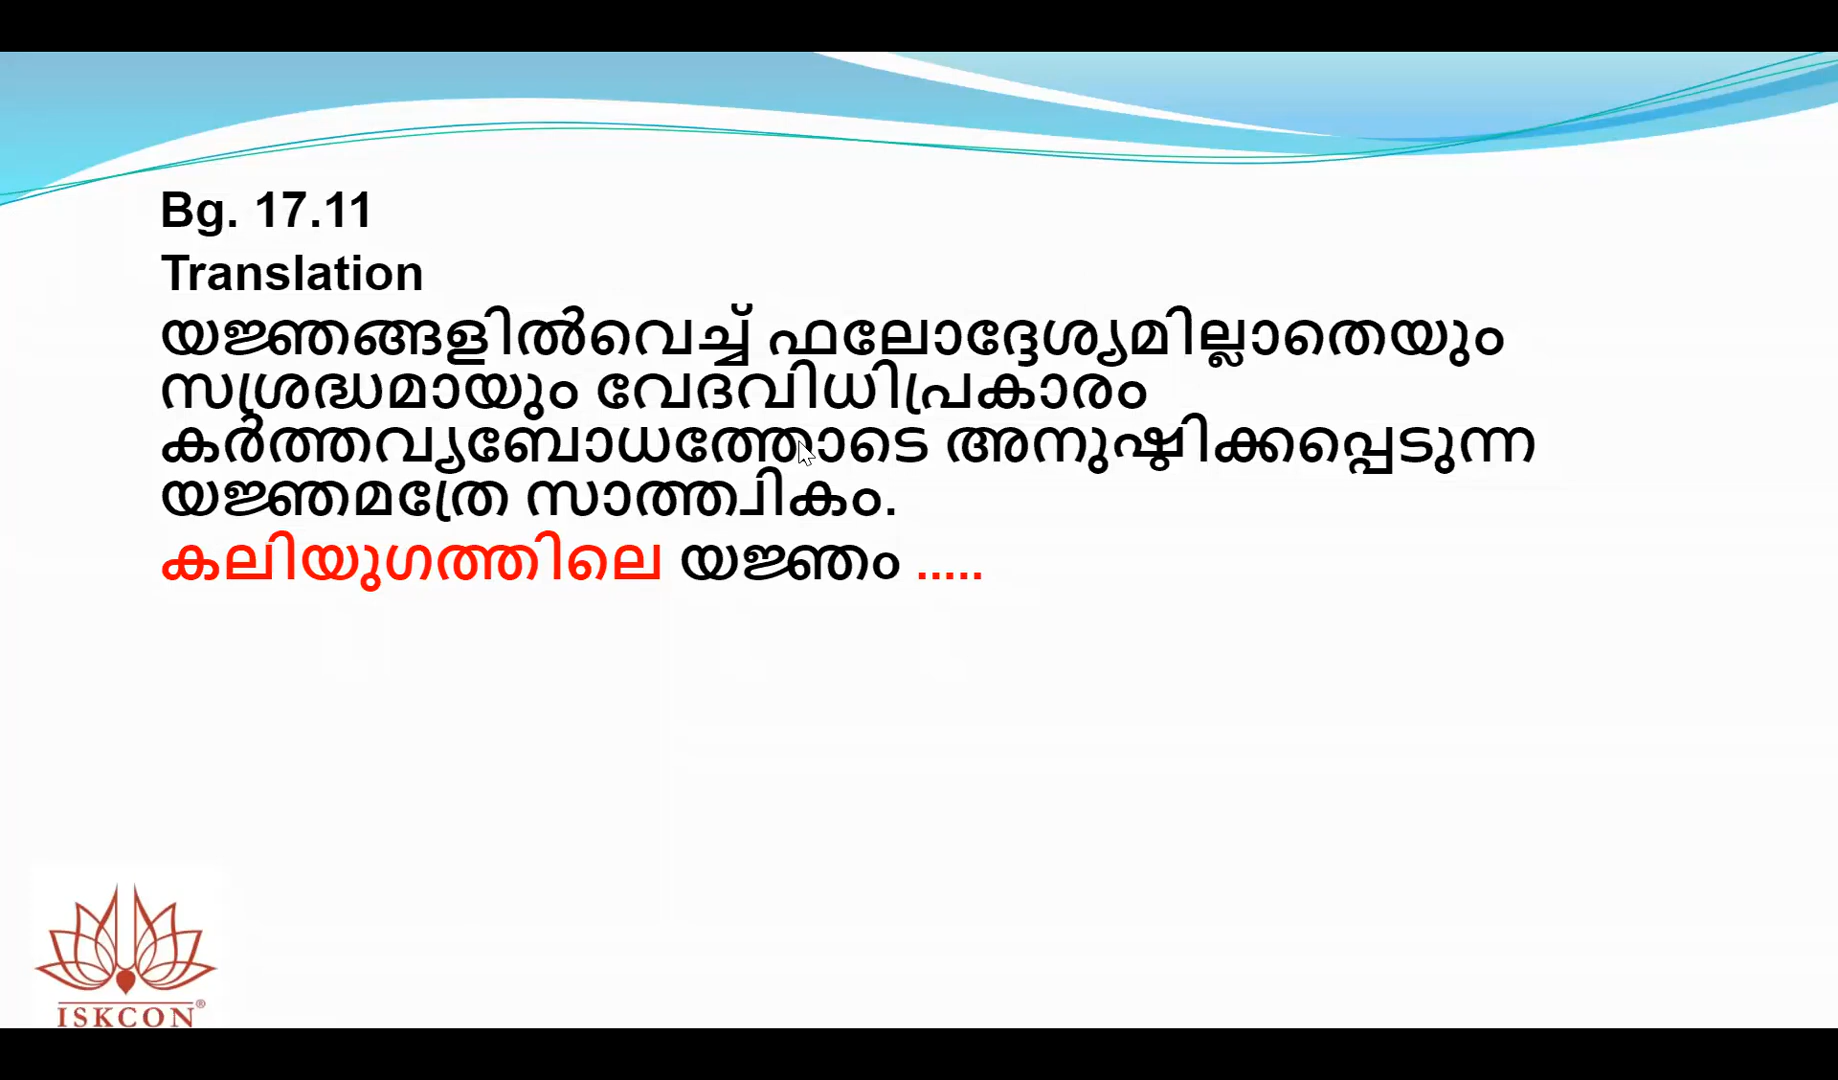 Bg. 17.11
Translation
യജ്ഞങ്ങളിൽവെച്ച് ഫലോദ്ദേശ്യമില്ലാതെയും
സശ്രദ്ധമായും വേദവിധിപ്രകാരം
കർത്തവ്യബോധത്തോടെ അനുഷ്ഠിക്കപ്പെടുന്ന
യജ്ഞമത്രേ സാത്ത്വികം.
കലിയുഗത്തിലെ യജ്ഞം .....
ISKCON®